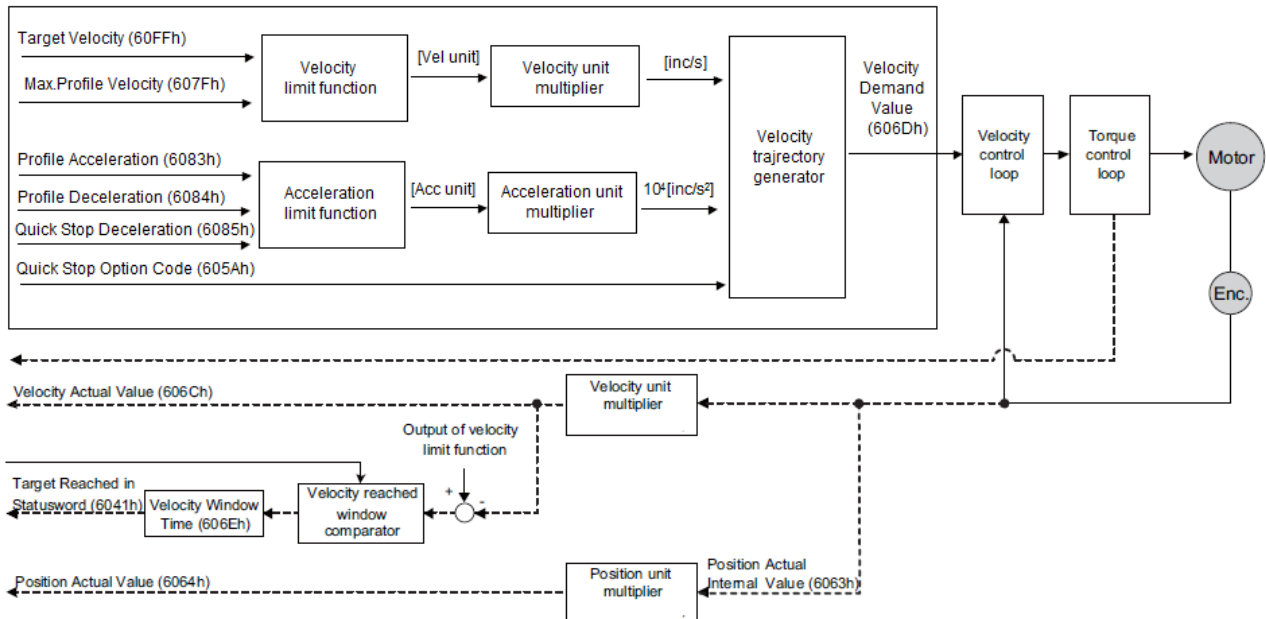 Target Velocity (60FFh)
Max.Profile Velocity (607Fh)
Velocity
limit function
[Vel unit]
Velocity unit
multiplier
[inc/s]
Profile Acceleration (6083h)
Profile Deceleration (6084h)
Quick Stop Deceleration (6085h)
Quick Stop Option Code (605Ah)
Acceleration
limit function
[Acc unit]
Acceleration unit
multiplier
10⁴[inc/s²]
Velocity
trajrectory
generator
Velocity
Demand
Value
(606Dh)
Velocity
control
loop
Torque
control
loop
Motor
Enc.
Velocity Actual Value (606Ch)
Velocity unit
multiplier
Output of velocity
limit function
+
-
Target Reached in
Statusword (6041h)
Velocity Window
Time (606Eh)
Velocity reached
window
comparator
Position Actual Value (6064h)
Position unit
multiplier
Position Actual
Internal Value (6063h)